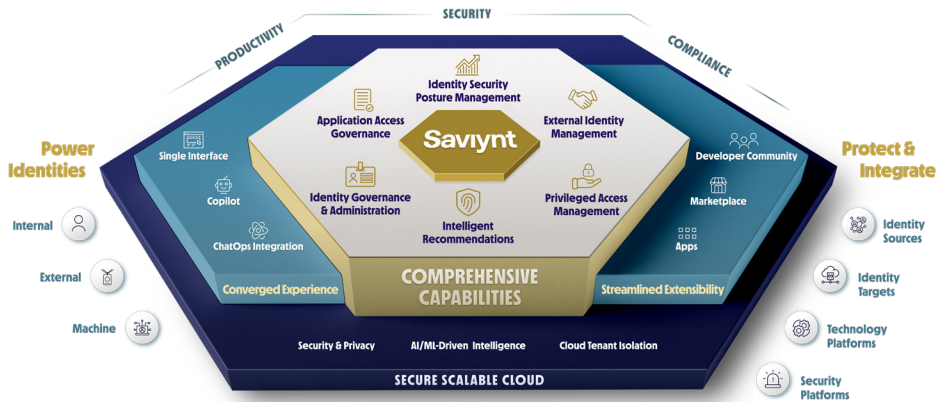 SECURITY
PRODUCTIVITY
COMPLIANCE
Power
Identities
Internal
External
Machine
Single Interface
Copilot
ChatOps Integration
Converged Experience
Identity Security
Posture Management
Application Access
Governance
External Identity
Management
Saviynt
Identity Governance
& Administration
Intelligent
Recommendations
Privileged Access
Management
COMPREHENSIVE
CAPABILITIES
Developer Community
Marketplace
Apps
Streamlined Extensibility
Protect &
Integrate
Identity
Sources
Identity
Targets
Technology
Platforms
Security
Platforms
Security & Privacy
AI/ML-Driven Intelligence
Cloud Tenant Isolation
SECURE SCALABLE CLOUD